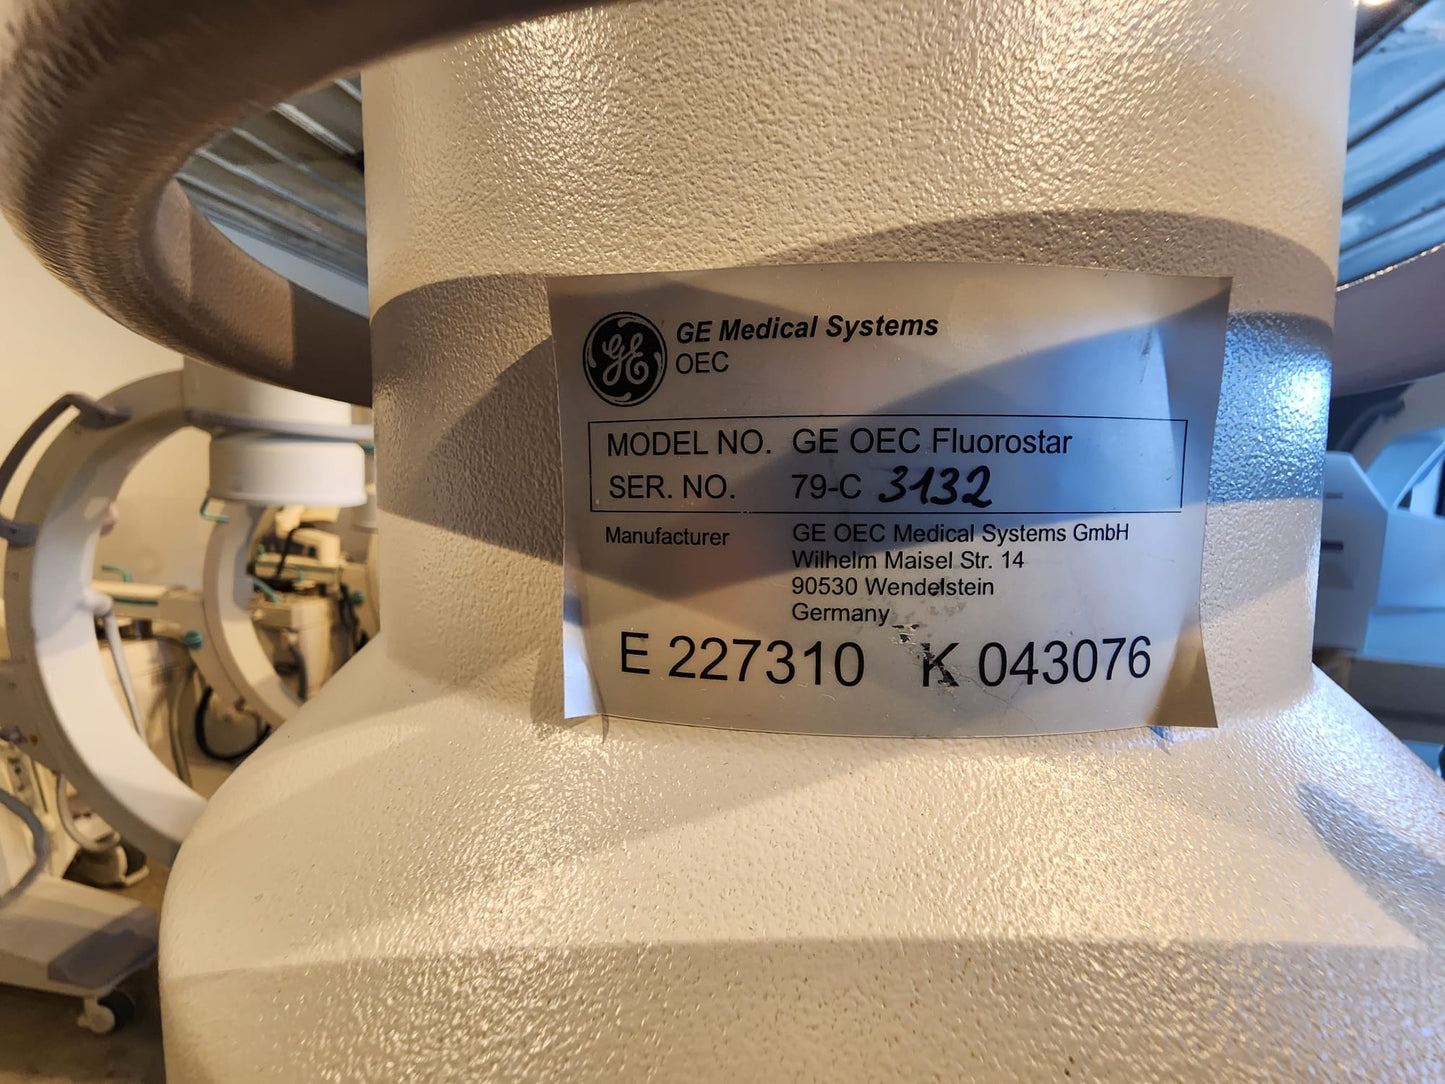 GE
GE Medical Systems
OEC
MODEL NO. GE OEC Fluorostar
SER. NO. 79-C 3132
Manufacturer GE OEC Medical Systems GmbH
Wilhelm Maisel Str. 14
90530 Wendelstein
Germany
E 227310 K 043076